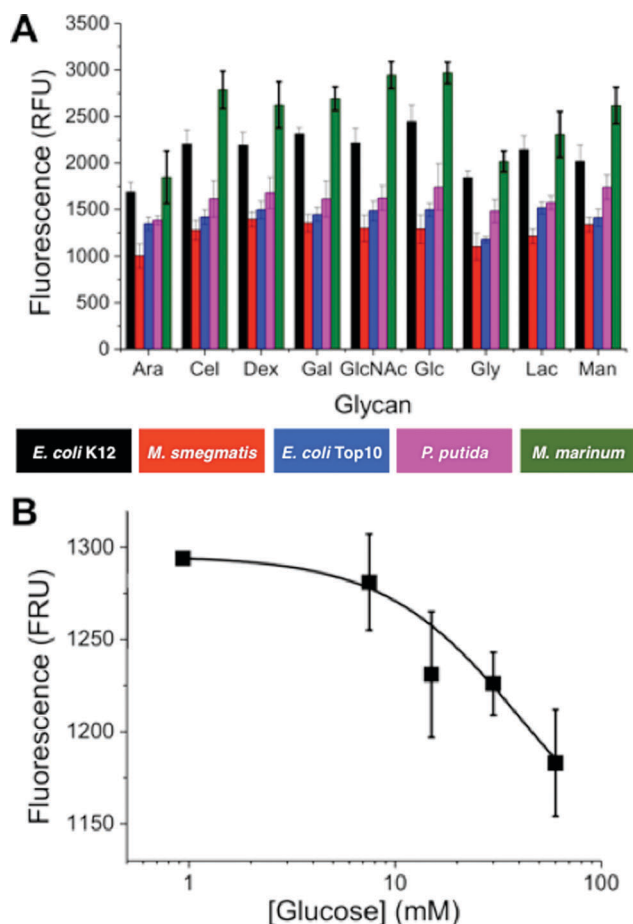 A
3500
3000
2500
2000
1500
1000
500
0
Fluorescence (RFU)
Ara Cel Dex Gal GlcNAc Glc Gly Lac Man
Glycan
E. coli K12 M. smegmatis E. coli Top10 P. putida M. marinum
B
1300
1250
1200
1150
Fluorescence (FRU)
1 10 100
[Glucose] (mM)